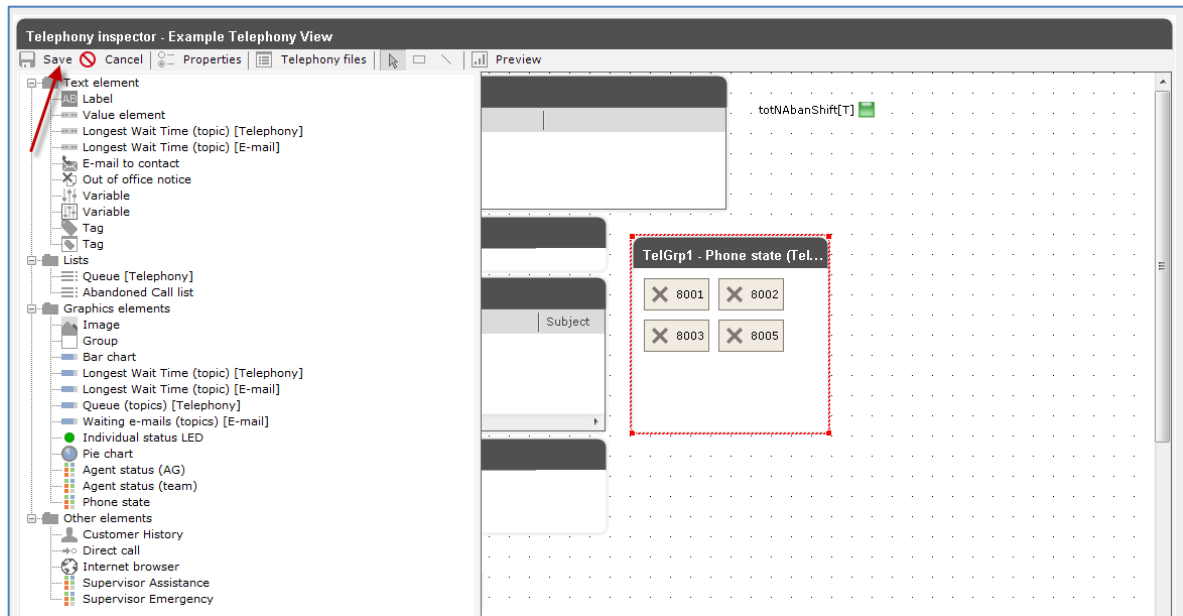 Telephony inspector - Example Telephony View
Save Cancel Properties Telephony files Preview
Text element
AB Label
Value element
Longest Wait Time (topic) [Telephony]
Longest Wait Time (topic) [E-mail]
E-mail to contact
Out of office notice
Variable
Variable
Tag
Tag
Lists
Queue [Telephony]
Abandoned Call list
Graphics elements
Image
Group
Bar chart
Longest Wait Time (topic) [Telephony]
Longest Wait Time (topic) [E-mail]
Queue (topics) [Telephony]
Waiting e-mails (topics) [E-mail]
Individual status LED
Pie chart
Agent status (AG)
Agent status (team)
Phone state
Other elements
Customer History
Direct call
Internet browser
Supervisor Assistance
Supervisor Emergency
totNAbanShift[T]
Subject
TelGrp1 - Phone state (Tel...
8001 8002
8003 8005